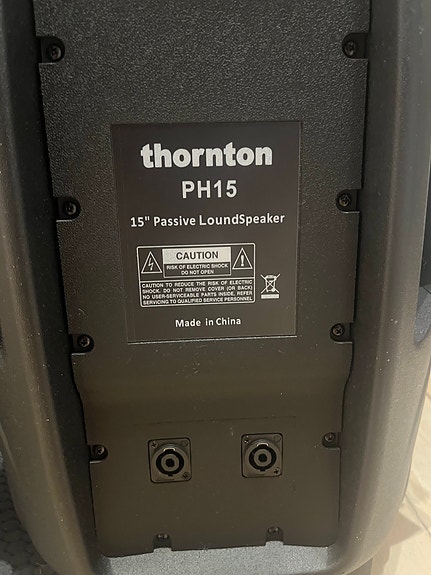 thornton
PH15
15" Passive LoundSpeaker
CAUTION
RISK OF ELECTRIC SHOCK
DO NOT OPEN
CAUTION: TO REDUCE THE RISK OF ELECTRIC
SHOCK. DO NOT REMOVE COVER (OR BACK)
NO USER-SERVICEABLE PARTS INSIDE, REFER
SERVICING TO QUALIFIED SERVICE PERSONNEL
Made in China